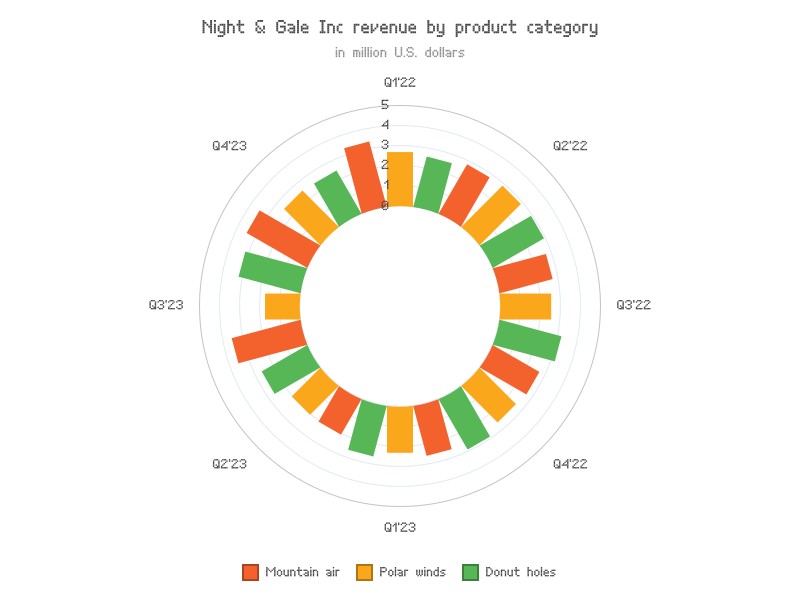 Night & Gale Inc revenue by product category
in million U.S. dollars
Q1'22
5
4
3
2
1
0
Q4'23
Q2'22
Q3'23
Q3'22
Q2'23
Q4'22
Q1'23
Mountain air
Polar winds
Donut holes